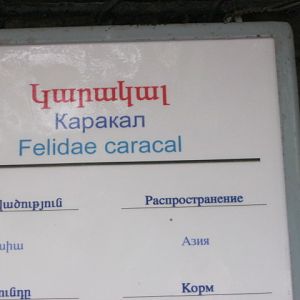 Կարակալ
Каракал
Felidae caracal
Распространение
Азия
Корм